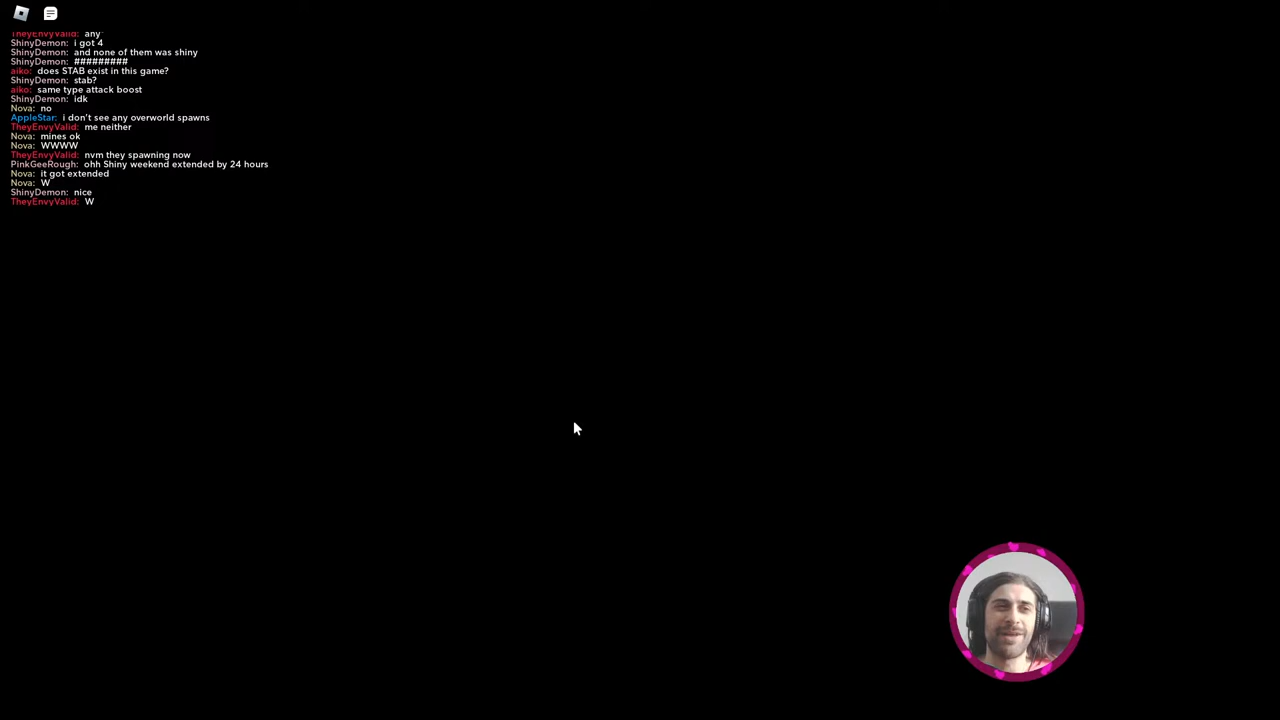 TheyEnvyValid: any"
ShinyDemon: i got 4
ShinyDemon: and none of them was shiny
ShinyDemon: #########
aiko: does STAB exist in this game?
ShinyDemon: stab?
aiko: same type attack boost
ShinyDemon: idk
Nova: no
AppleStar: i don't see any overworld spawns
TheyEnvyValid: me neither
Nova: mines ok
Nova: WWWW
TheyEnvyValid: nvm they spawning now
PinkGeeRough: ohh Shiny weekend extended by 24 hours
Nova: it got extended
Nova: W
ShinyDemon: nice
TheyEnvyValid: W